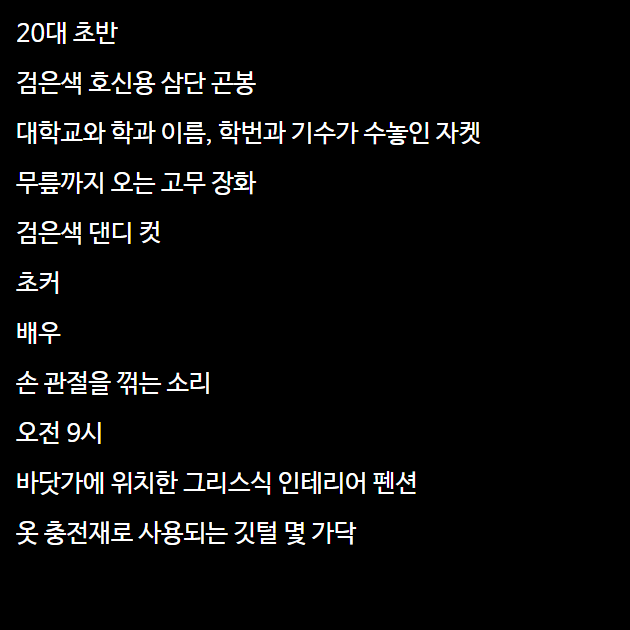 20대 초반
검은색 호신용 삼단 곤봉
대학교와 학과 이름, 학번과 기수가 수놓인 자켓
무릎까지 오는 고무 장화
검은색 댄디 컷
초커
배우
손 관절을 꺾는 소리
오전 9시
바닷가에 위치한 그리스식 인테리어 펜션
옷 충전재로 사용되는 깃털 몇 가닥